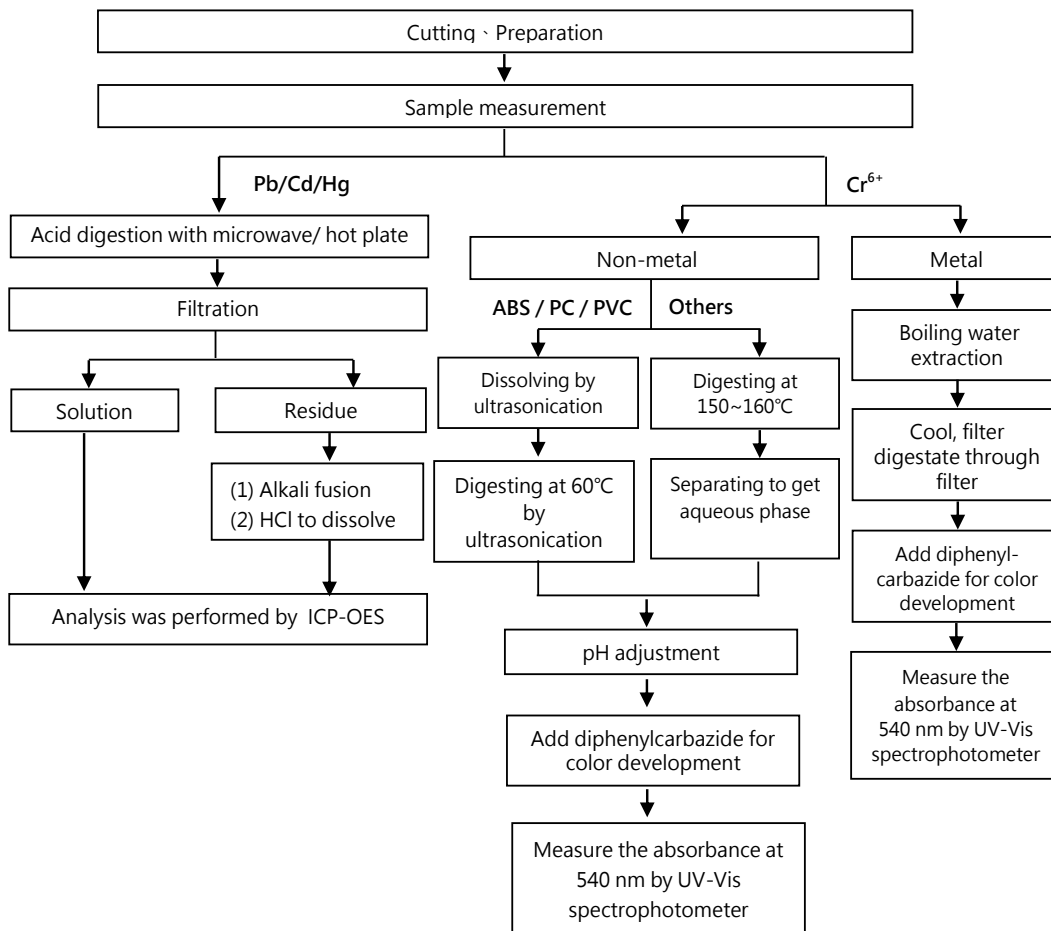 Cutting、Preparation
Sample measurement
Pb/Cd/Hg
Cr⁶⁺
Acid digestion with microwave/ hot plate
Filtration
Solution
Residue
(1) Alkali fusion
(2) HCl to dissolve
Analysis was performed by ICP-OES
Non-metal
ABS / PC / PVC
Others
Dissolving by
ultrasonication
Digesting at
150~160℃
Digesting at 60℃
by
ultrasonication
Separating to get
aqueous phase
pH adjustment
Add diphenylcarbazide for
color development
Measure the absorbance at
540 nm by UV-Vis
spectrophotometer
Metal
Boiling water
extraction
Cool, filter
digestate through
filter
Add diphenyl-
carbazide for color
development
Measure the
absorbance at
540 nm by UV-Vis
spectrophotometer